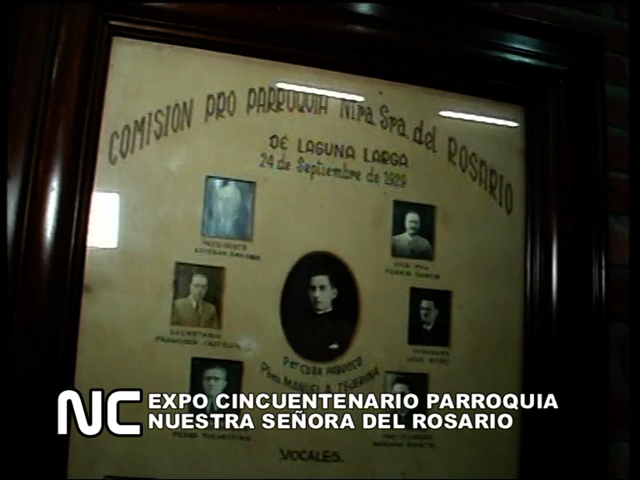 COMISION PRO PARROQUIA Ntra Sra del ROSARIO
DE LAGUNA LARGA
24 de Septiembre de 1929
PRESIDENTE
SECRETARIO
1er CURA PARROCO
Pbro. MANUEL A. TEJERINA
VOCALES
NC EXPO CINCUENTENARIO PARROQUIA
NUESTRA SEÑORA DEL ROSARIO